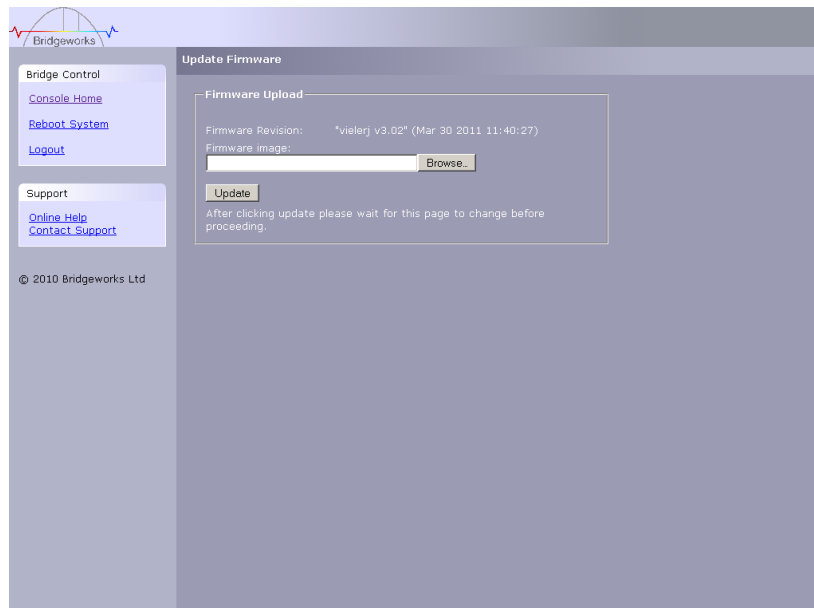 Bridgeworks
Update Firmware
Bridge Control
Console Home
Reboot System
Logout
Support
Online Help
Contact Support
© 2010 Bridgeworks Ltd
Firmware Upload
Firmware Revision: "vielerj v3.02" (Mar 30 2011 11:40:27)
Firmware image:
Browse...
Update
After clicking update please wait for this page to change before
proceeding.